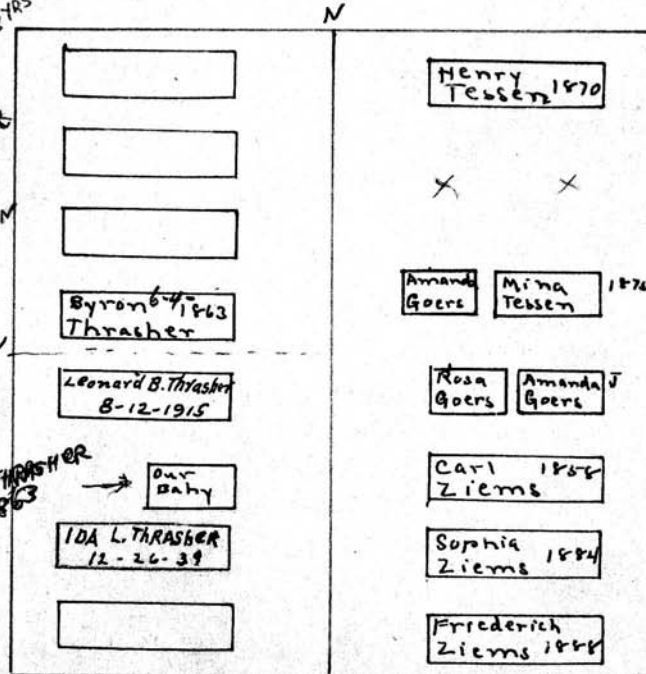 YRS
N
N
Byron 6-4-1863
Thrasher
Leonard B. Thrasher
8-12-1915
THRASHER
Our
Baby
IDA L. THRASHER
12-26-39
Henry 1870
Tessen
X X
Amanda
Goers
Mina
Tessen
Rosa
Goers
Amanda J
Goers
Carl 1858
Ziems
Sophia 1884
Ziems
Friederich
Ziems 1888